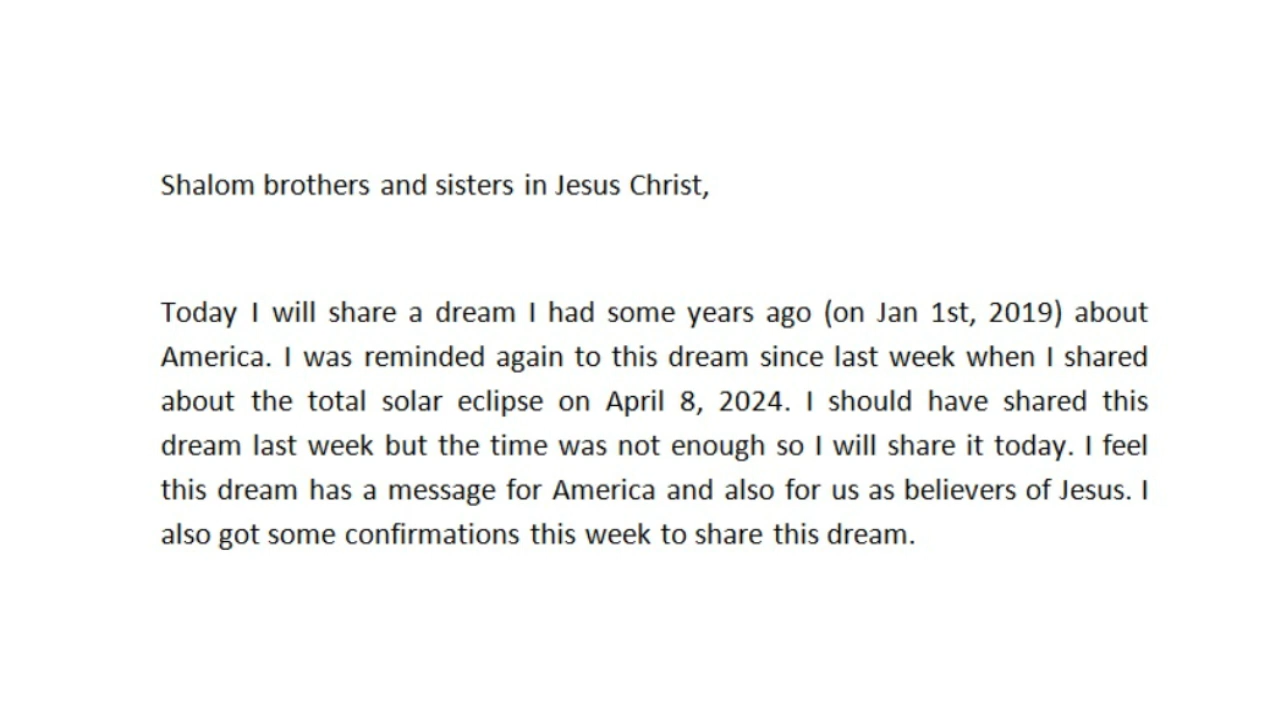 Shalom brothers and sisters in Jesus Christ,
Today I will share a dream I had some years ago (on Jan 1st, 2019) about
America. I was reminded again to this dream since last week when I shared
about the total solar eclipse on April 8, 2024. I should have shared this
dream last week but the time was not enough so I will share it today. I feel
this dream has a message for America and also for us as believers of Jesus. I
also got some confirmations this week to share this dream.